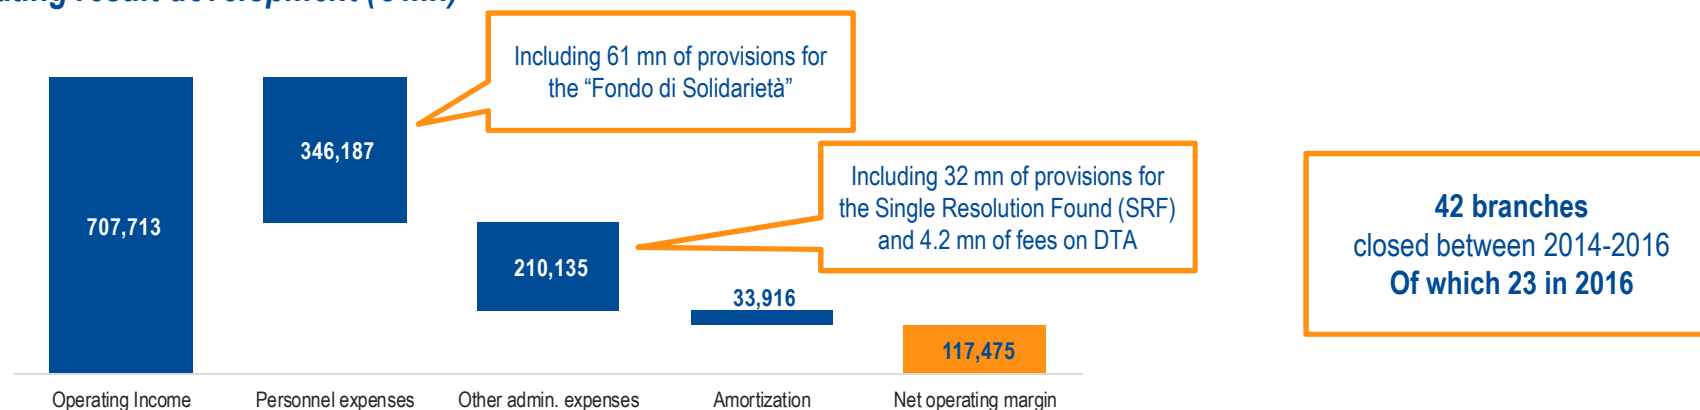 result development (
Including 61 mn of provisions for
the “Fondo di Solidarietà”
346,187
707,713
Including 32 mn of provisions for
the Single Resolution Found (SRF)
and 4.2 mn of fees on DTA
210,135
33,916
117,475
Operating Income
Personnel expenses
Other admin. expenses
Amortization
Net operating margin
42 branches
closed between 2014-2016
Of which 23 in 2016